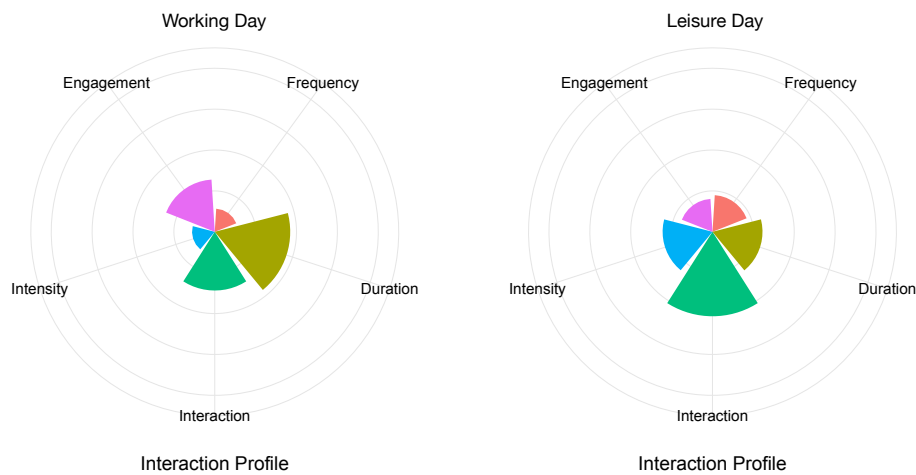 Working Day
Engagement
Frequency
Intensity
Duration
Interaction
Interaction Profile
Leisure Day
Engagement
Frequency
Intensity
Duration
Interaction
Interaction Profile